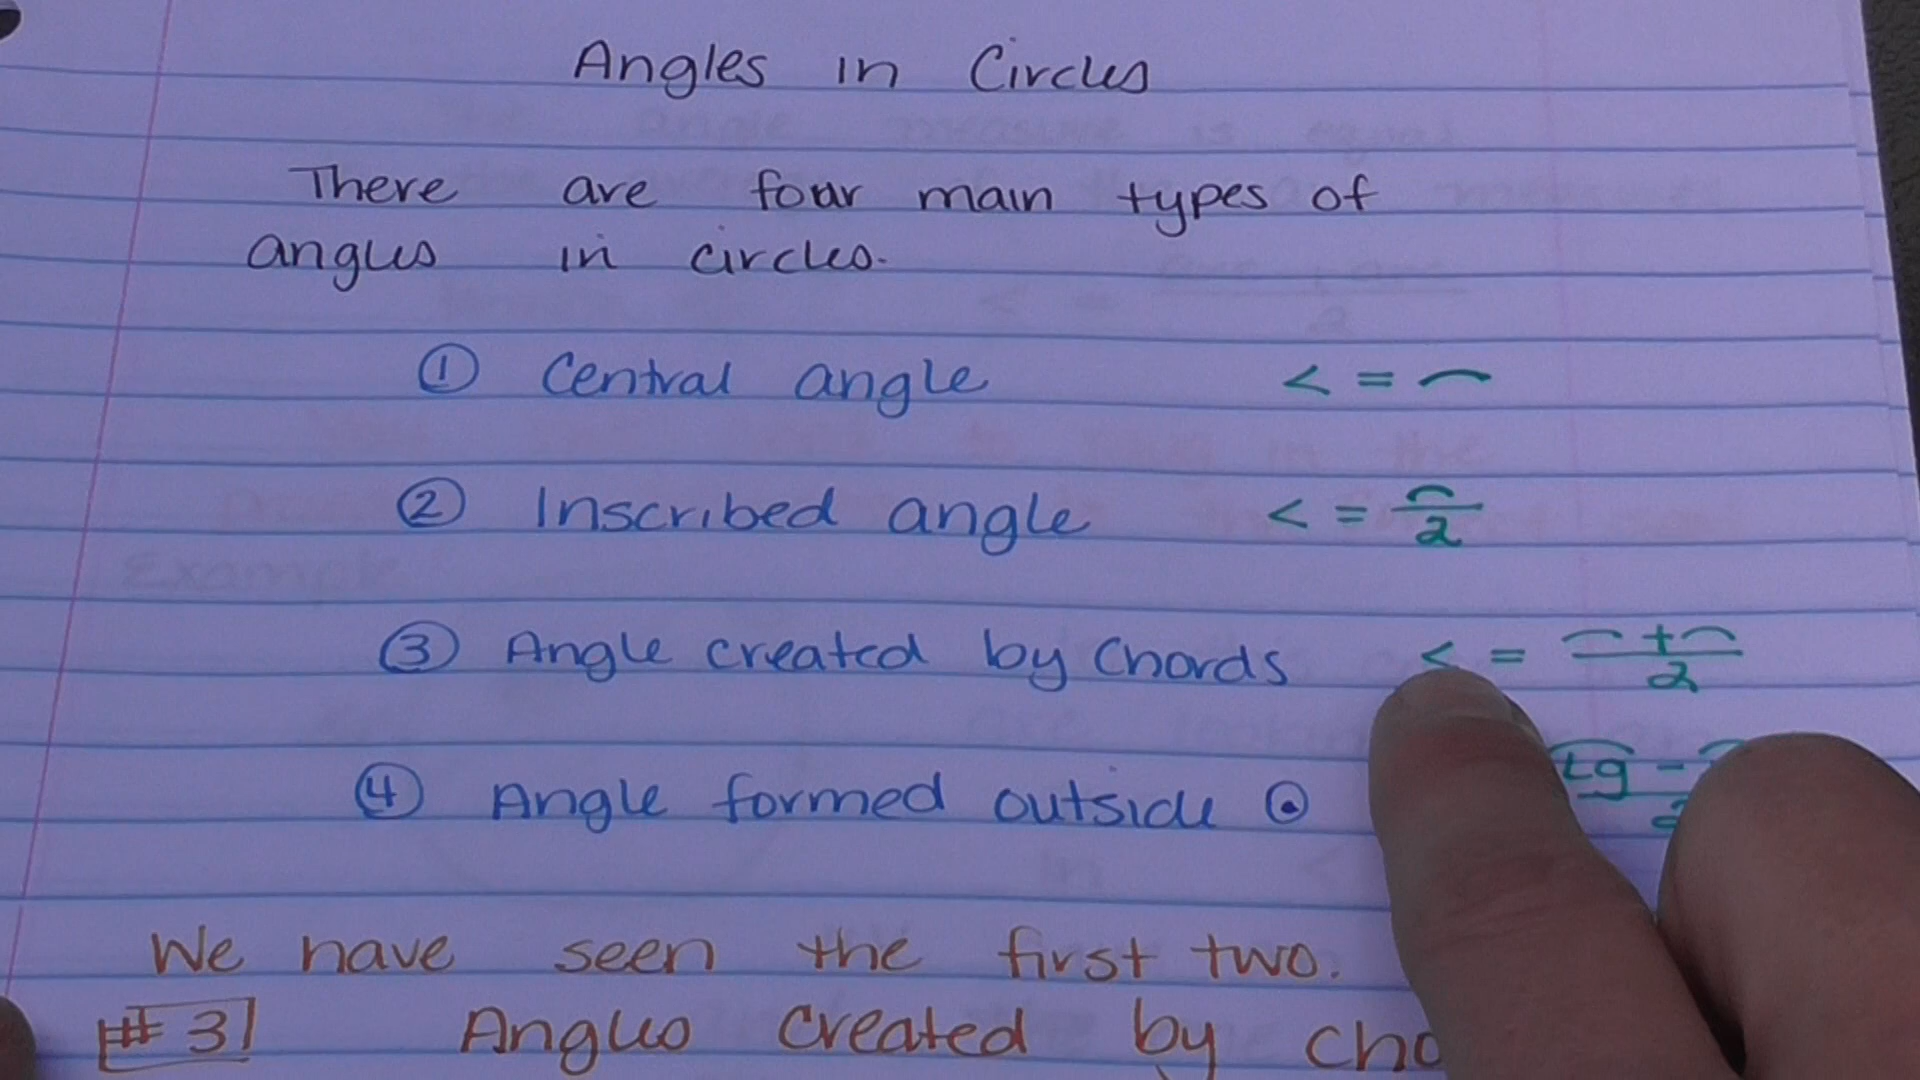 Angles in Circles
There are four main types of
angles in circles.
① Central angle < = ⌒
② Inscribed angle < = ⌒/2
③ Angle created by Chords < = ⌒+⌒/2
④ Angle formed outside ⊙ Lg -
We have seen the first two.
#3 Angles created by cho